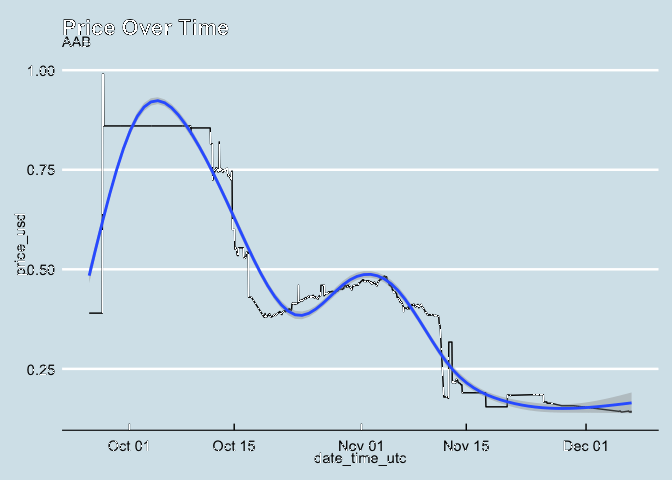 Price Over Time
AAB
1.00
0.75
0.50
0.25
price_usd
Oct 01 Oct 15 Nov 01 Nov 15 Dec 01
date_time_utc